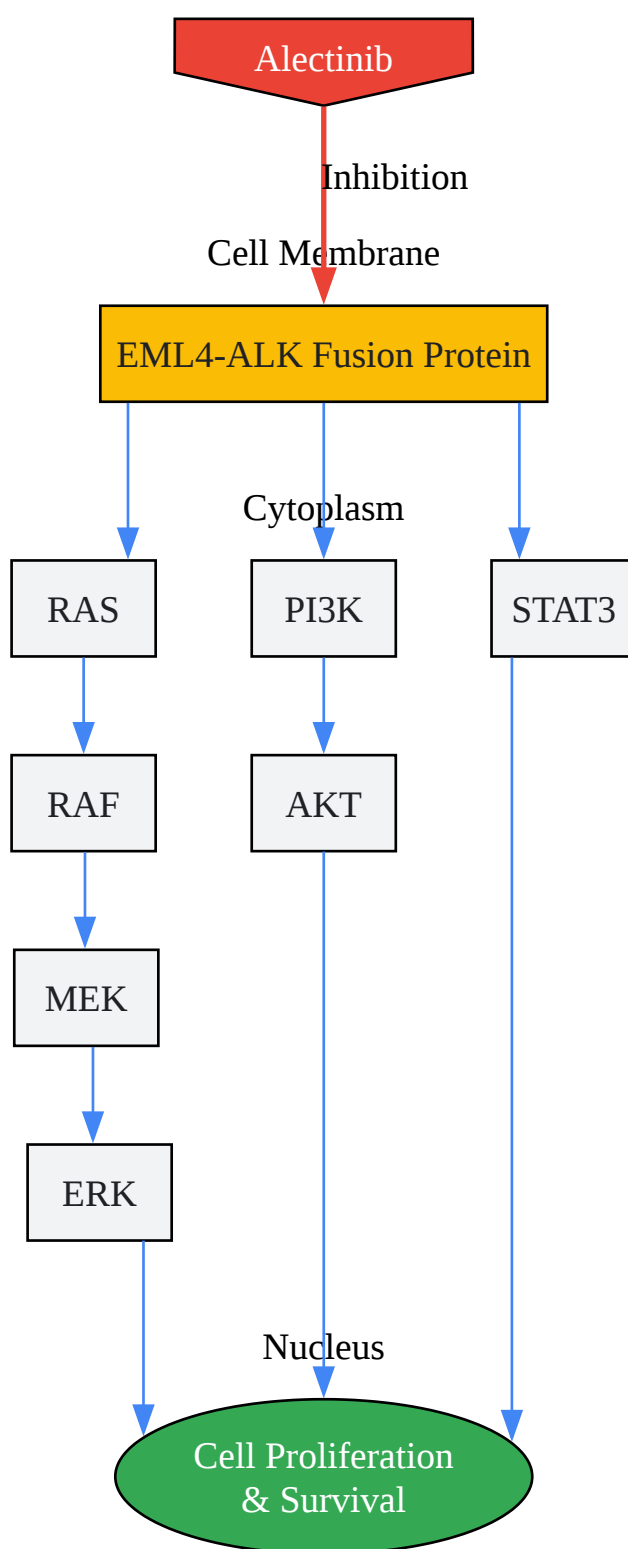 Alectinib
Inhibition
Cell Membrane
EML4-ALK Fusion Protein
Cytoplasm
RAS
PI3K
STAT3
RAF
AKT
MEK
ERK
Nucleus
Cell Proliferation
& Survival